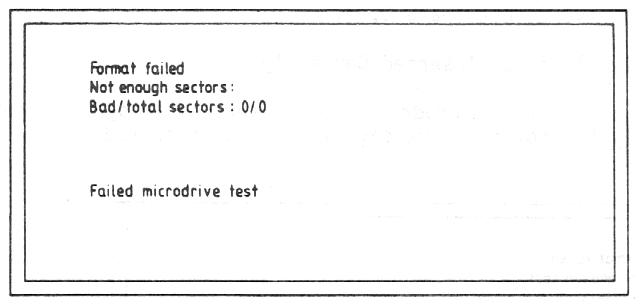 Format failed
Not enough sectors:
Bad/total sectors : 0/0
Failed microdrive test